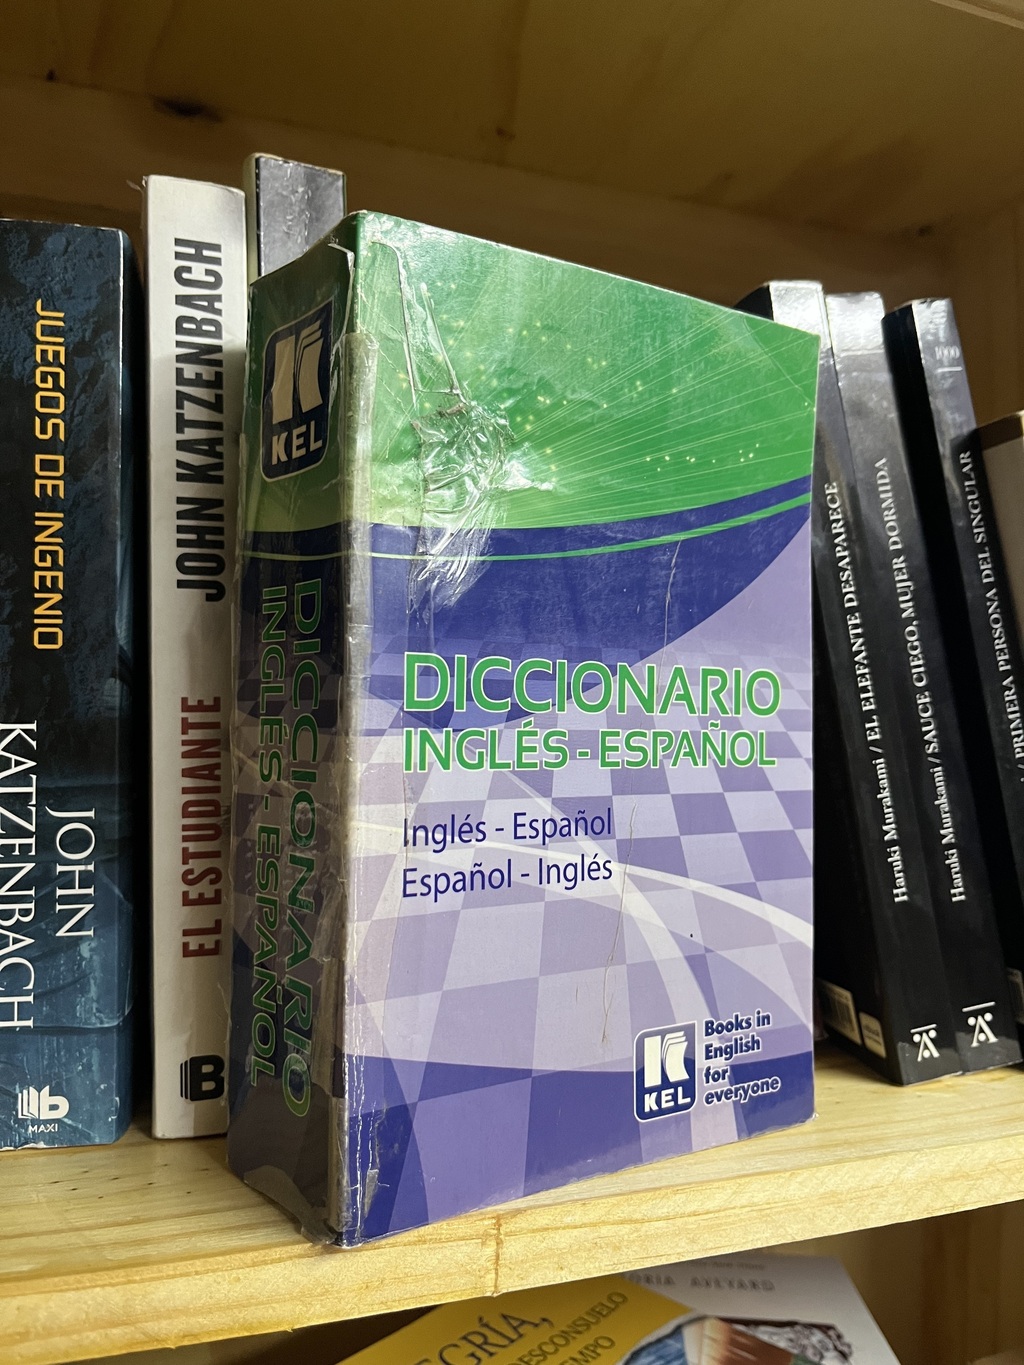 JUEGOS DE INGENIO
JOHN
KATZENBACH
MAXI
JOHN KATZENBACH
EL ESTUDIANTE
B
KEL
DICCIONARIO
INGLÉS - ESPAÑOL
DICCIONARIO
INGLÉS - ESPAÑOL
Inglés - Español
Español - Inglés
KEL
Books in
English
for
everyone
Haruki Murakami / EL ELEFANTE DESAPARECE
Haruki Murakami / SAUCE CIEGO, MUJER DORMIDA
A
/ PRIMERA PERSONA DEL SINGULAR
A
1000
DESCONSUELO